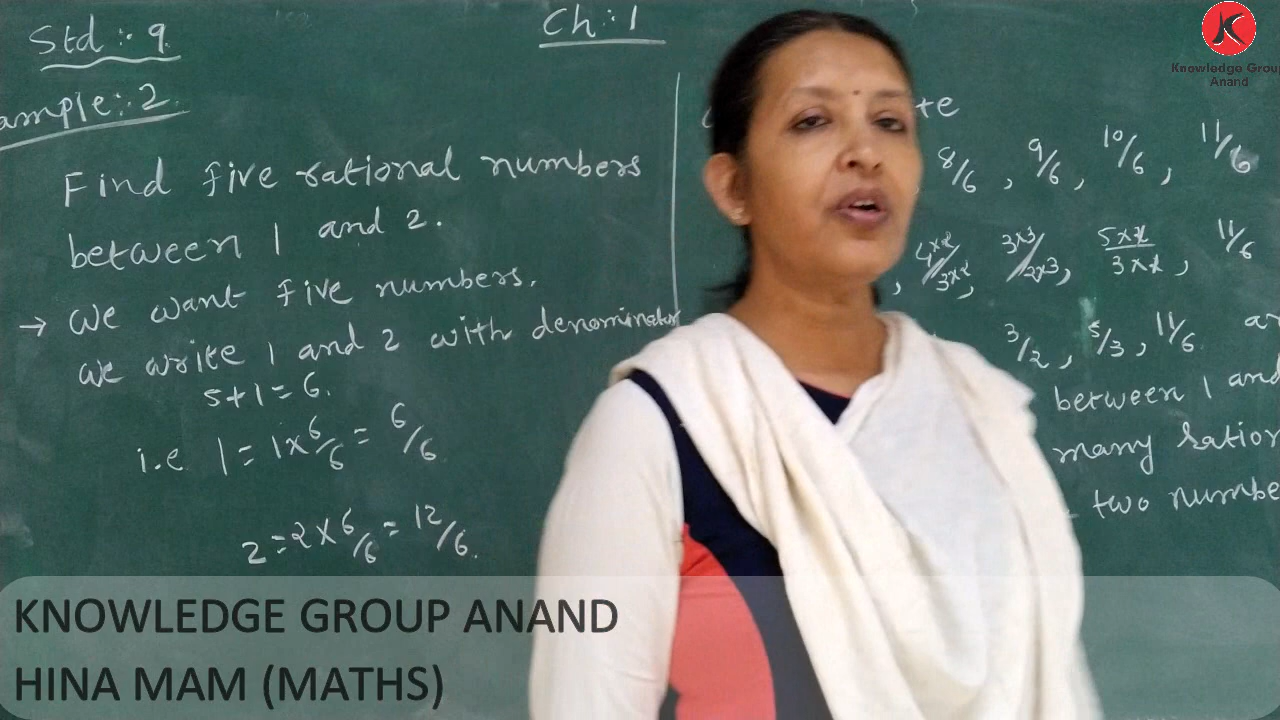 Std :- 9
Ch :- 1
ample :- 2
Find five rational numbers
between 1 and 2.
→ We want five numbers.
we write 1 and 2 with denominator
5+1=6.
i.e 1 = 1×6/6 = 6/6
2 = 2×6/6 = 12/6.
te
8/6, 9/6, 10/6, 11/6
, 4×2/3×2, 3×3/2×3, 5×2/3×2, 11/6
3/2, 5/3, 11/6.
between 1 and
many ration
two numbe
Knowledge Group
Anand
KNOWLEDGE GROUP ANAND
HINA MAM (MATHS)